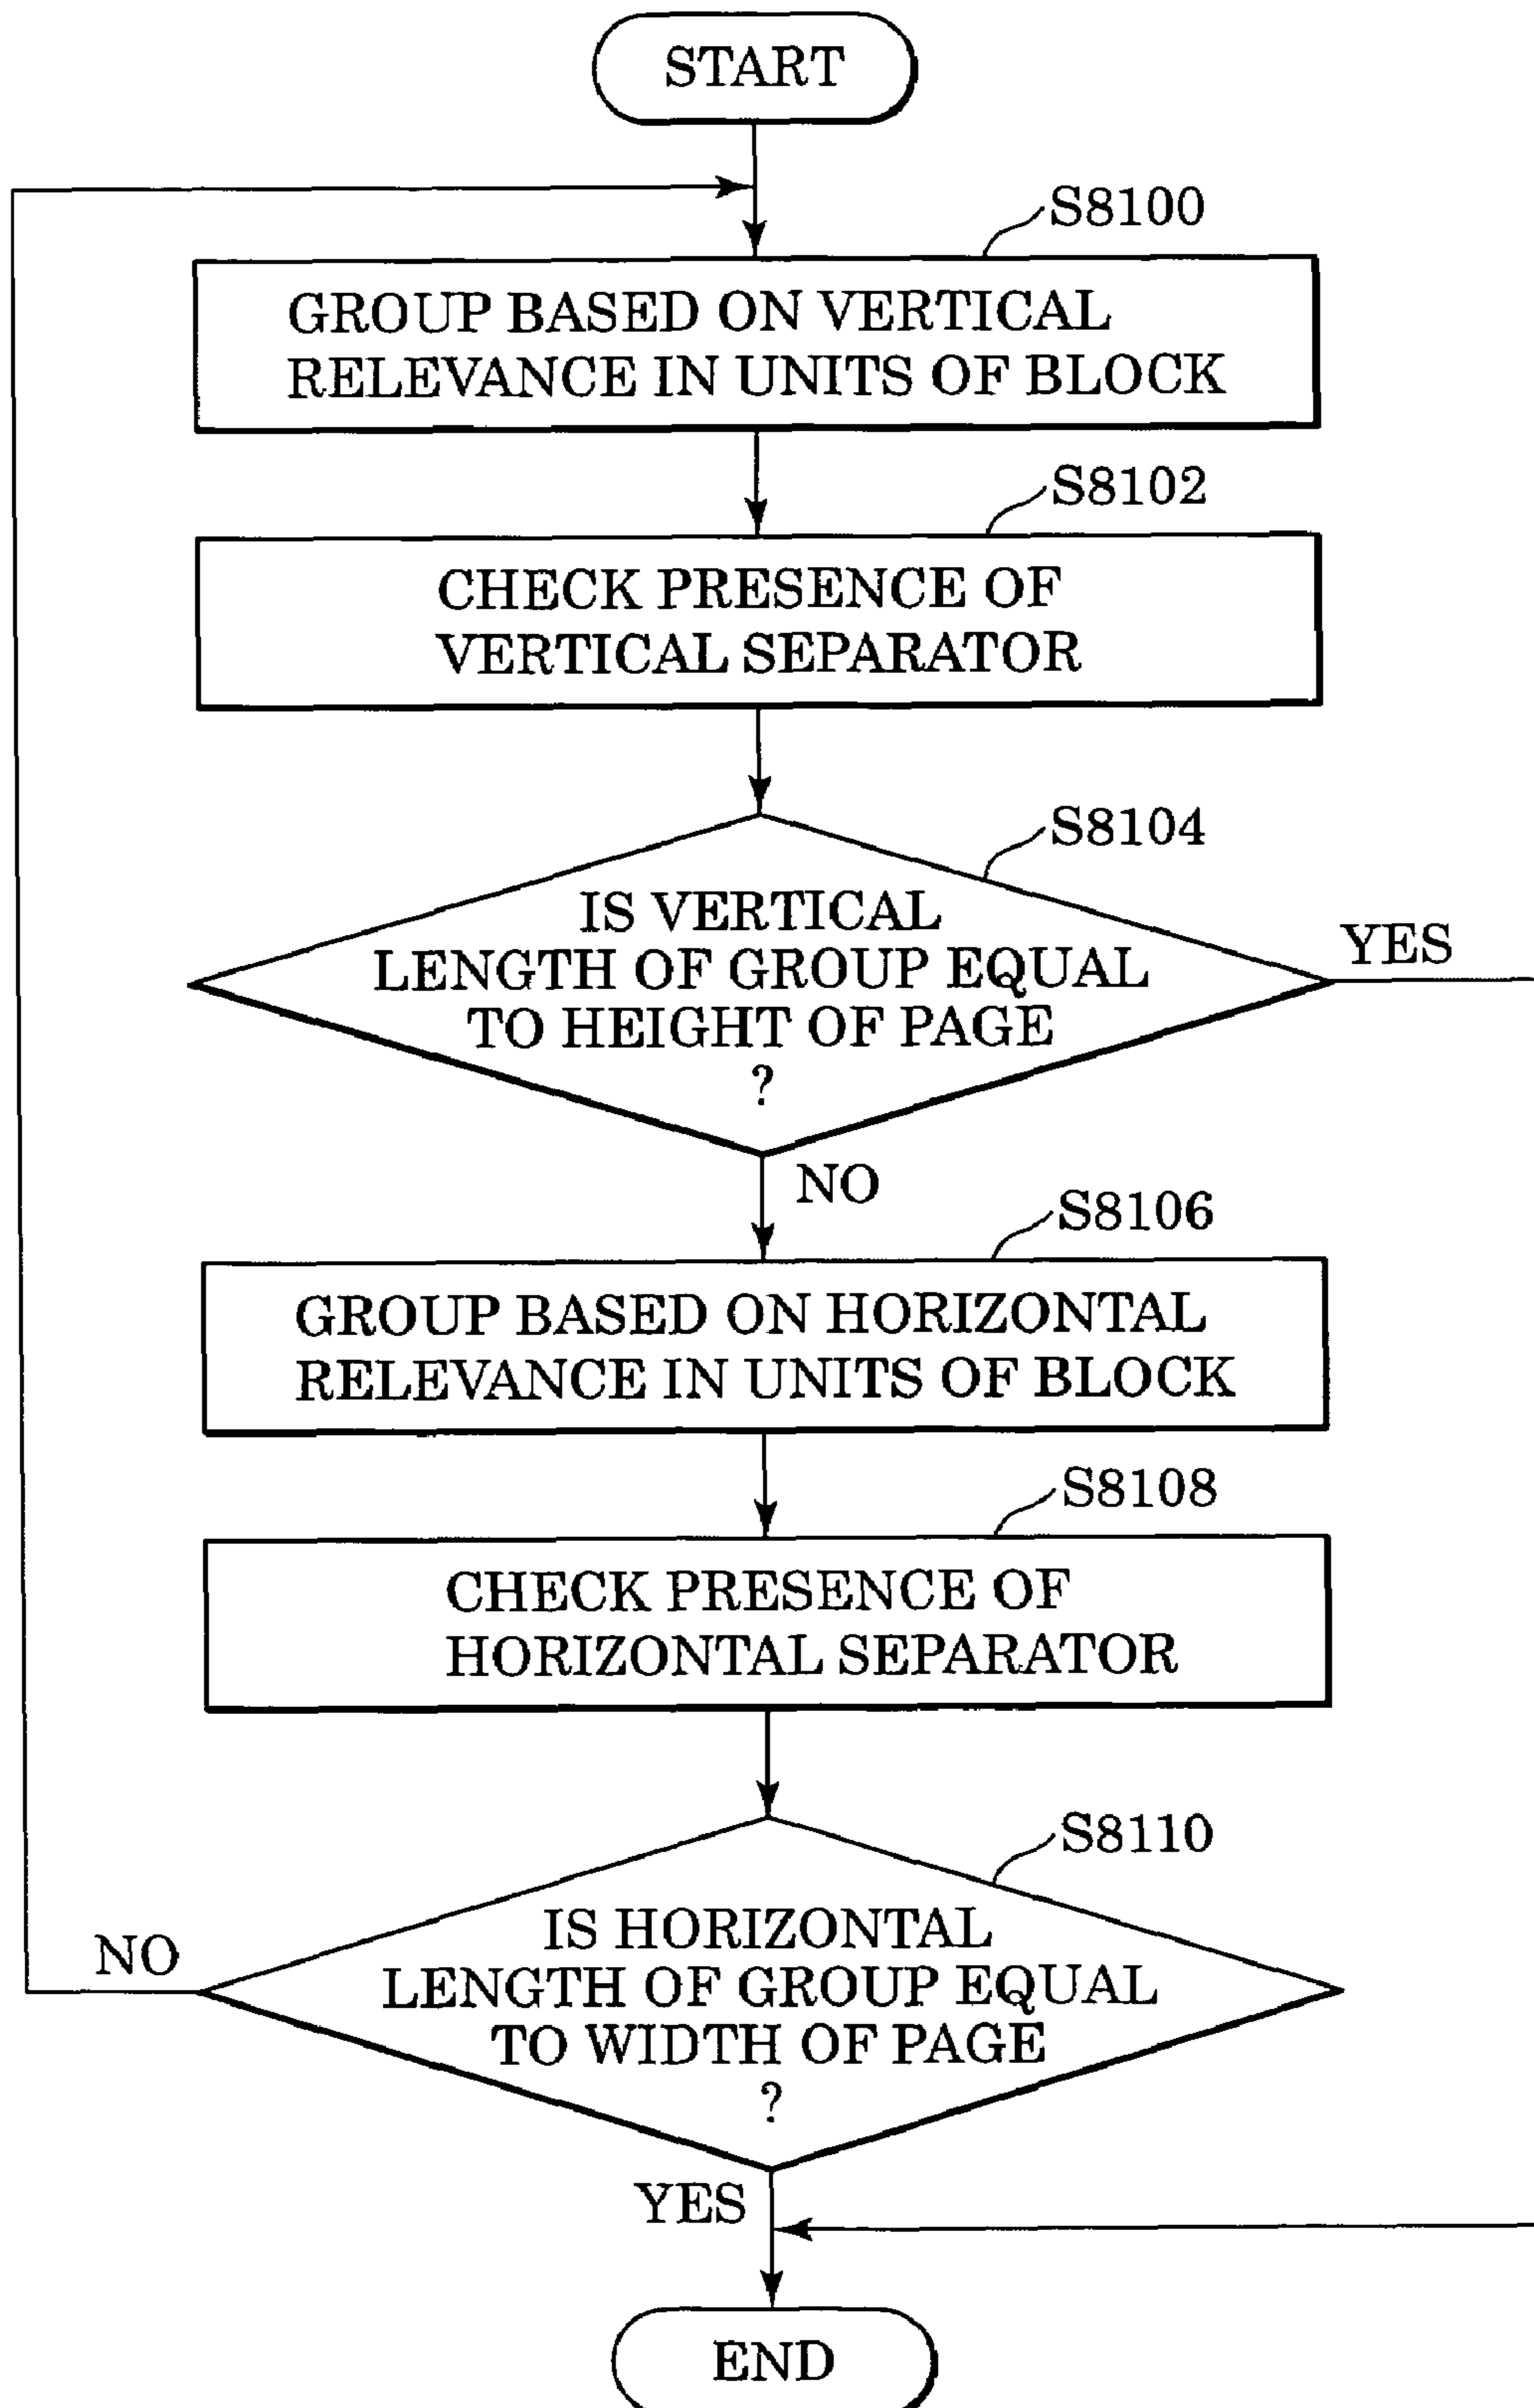 START
S8100
GROUP BASED ON VERTICAL
RELEVANCE IN UNITS OF BLOCK
S8102
CHECK PRESENCE OF
VERTICAL SEPARATOR
S8104
IS VERTICAL
LENGTH OF GROUP EQUAL
TO HEIGHT OF PAGE
?
YES
NO
S8106
GROUP BASED ON HORIZONTAL
RELEVANCE IN UNITS OF BLOCK
S8108
CHECK PRESENCE OF
HORIZONTAL SEPARATOR
S8110
IS HORIZONTAL
LENGTH OF GROUP EQUAL
TO WIDTH OF PAGE
?
NO
YES
END